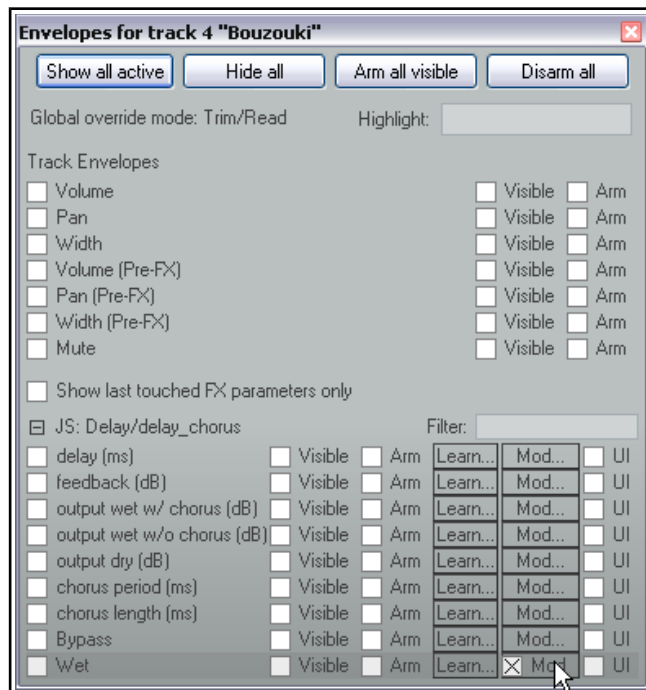 Envelopes for track 4 "Bouzouki"
Show all active Hide all Arm all visible Disarm all
Global override mode: Trim/Read Highlight:
Track Envelopes
Volume Visible Arm
Pan Visible Arm
Width Visible Arm
Volume (Pre-FX) Visible Arm
Pan (Pre-FX) Visible Arm
Width (Pre-FX) Visible Arm
Mute Visible Arm
Show last touched FX parameters only
JS: Delay/delay_chorus Filter:
delay (ms) Visible Arm Learn... Mod... UI
feedback (dB) Visible Arm Learn... Mod... UI
output wet w/ chorus (dB) Visible Arm Learn... Mod... UI
output wet w/o chorus (dB) Visible Arm Learn... Mod... UI
output dry (dB) Visible Arm Learn... Mod... UI
chorus period (ms) Visible Arm Learn... Mod... UI
chorus length (ms) Visible Arm Learn... Mod... UI
Bypass Visible Arm Learn... Mod... UI
Wet Visible Arm Learn... Mod UI